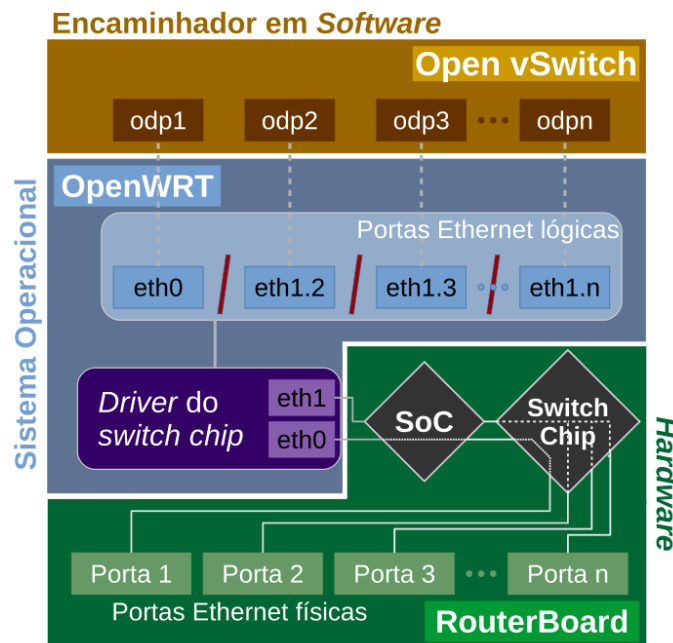 Encaminhador em Software
Open vSwitch
odp1 odp2 odp3 ••• odpn
Sistema Operacional
OpenWRT
Portas Ethernet lógicas
eth0 / eth1.2 / eth1.3 / ••• eth1.n
Driver do
switch chip
eth1
eth0
SoC
Switch
Chip
Hardware
Porta 1 Porta 2 Porta 3 ••• Porta n
Portas Ethernet físicas
RouterBoard